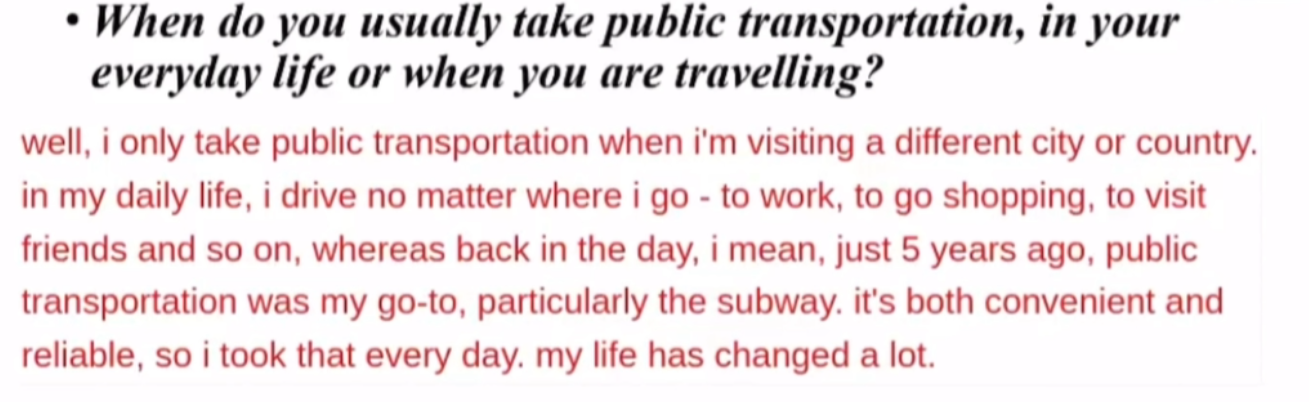 • When do you usually take public transportation, in your
everyday life or when you are travelling?
well, i only take public transportation when i'm visiting a different city or country.
in my daily life, i drive no matter where i go - to work, to go shopping, to visit
friends and so on, whereas back in the day, i mean, just 5 years ago, public
transportation was my go-to, particularly the subway. it's both convenient and
reliable, so i took that every day. my life has changed a lot.